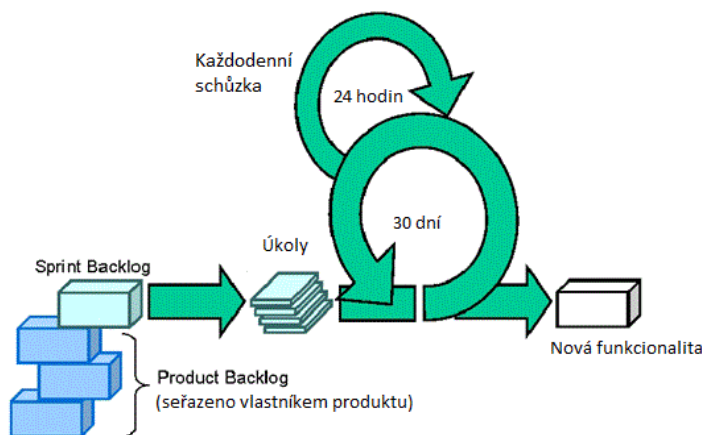 Každodenní
schůzka
24 hodin
30 dní
Úkoly
Sprint Backlog
Nová funkcionalita
Product Backlog
(seřazeno vlastníkem produktu)